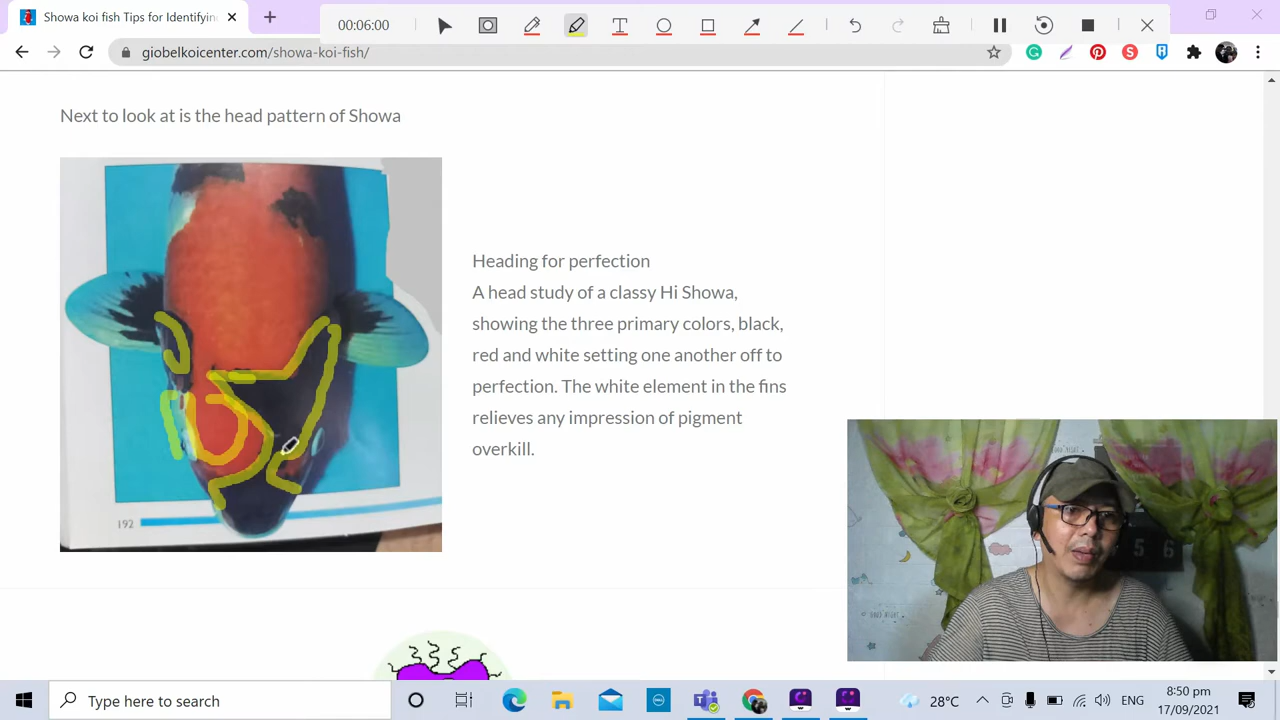 Showa koi fish Tips for Identifyin
00:06:00
giobelkoicenter.com/showa-koi-fish/
Next to look at is the head pattern of Showa
Heading for perfection
A head study of a classy Hi Showa,
showing the three primary colors, black,
red and white setting one another off to
perfection. The white element in the fins
relieves any impression of pigment
overkill.
192
5 6
Type here to search
28°C
ENG
8:50 pm
17/09/2021